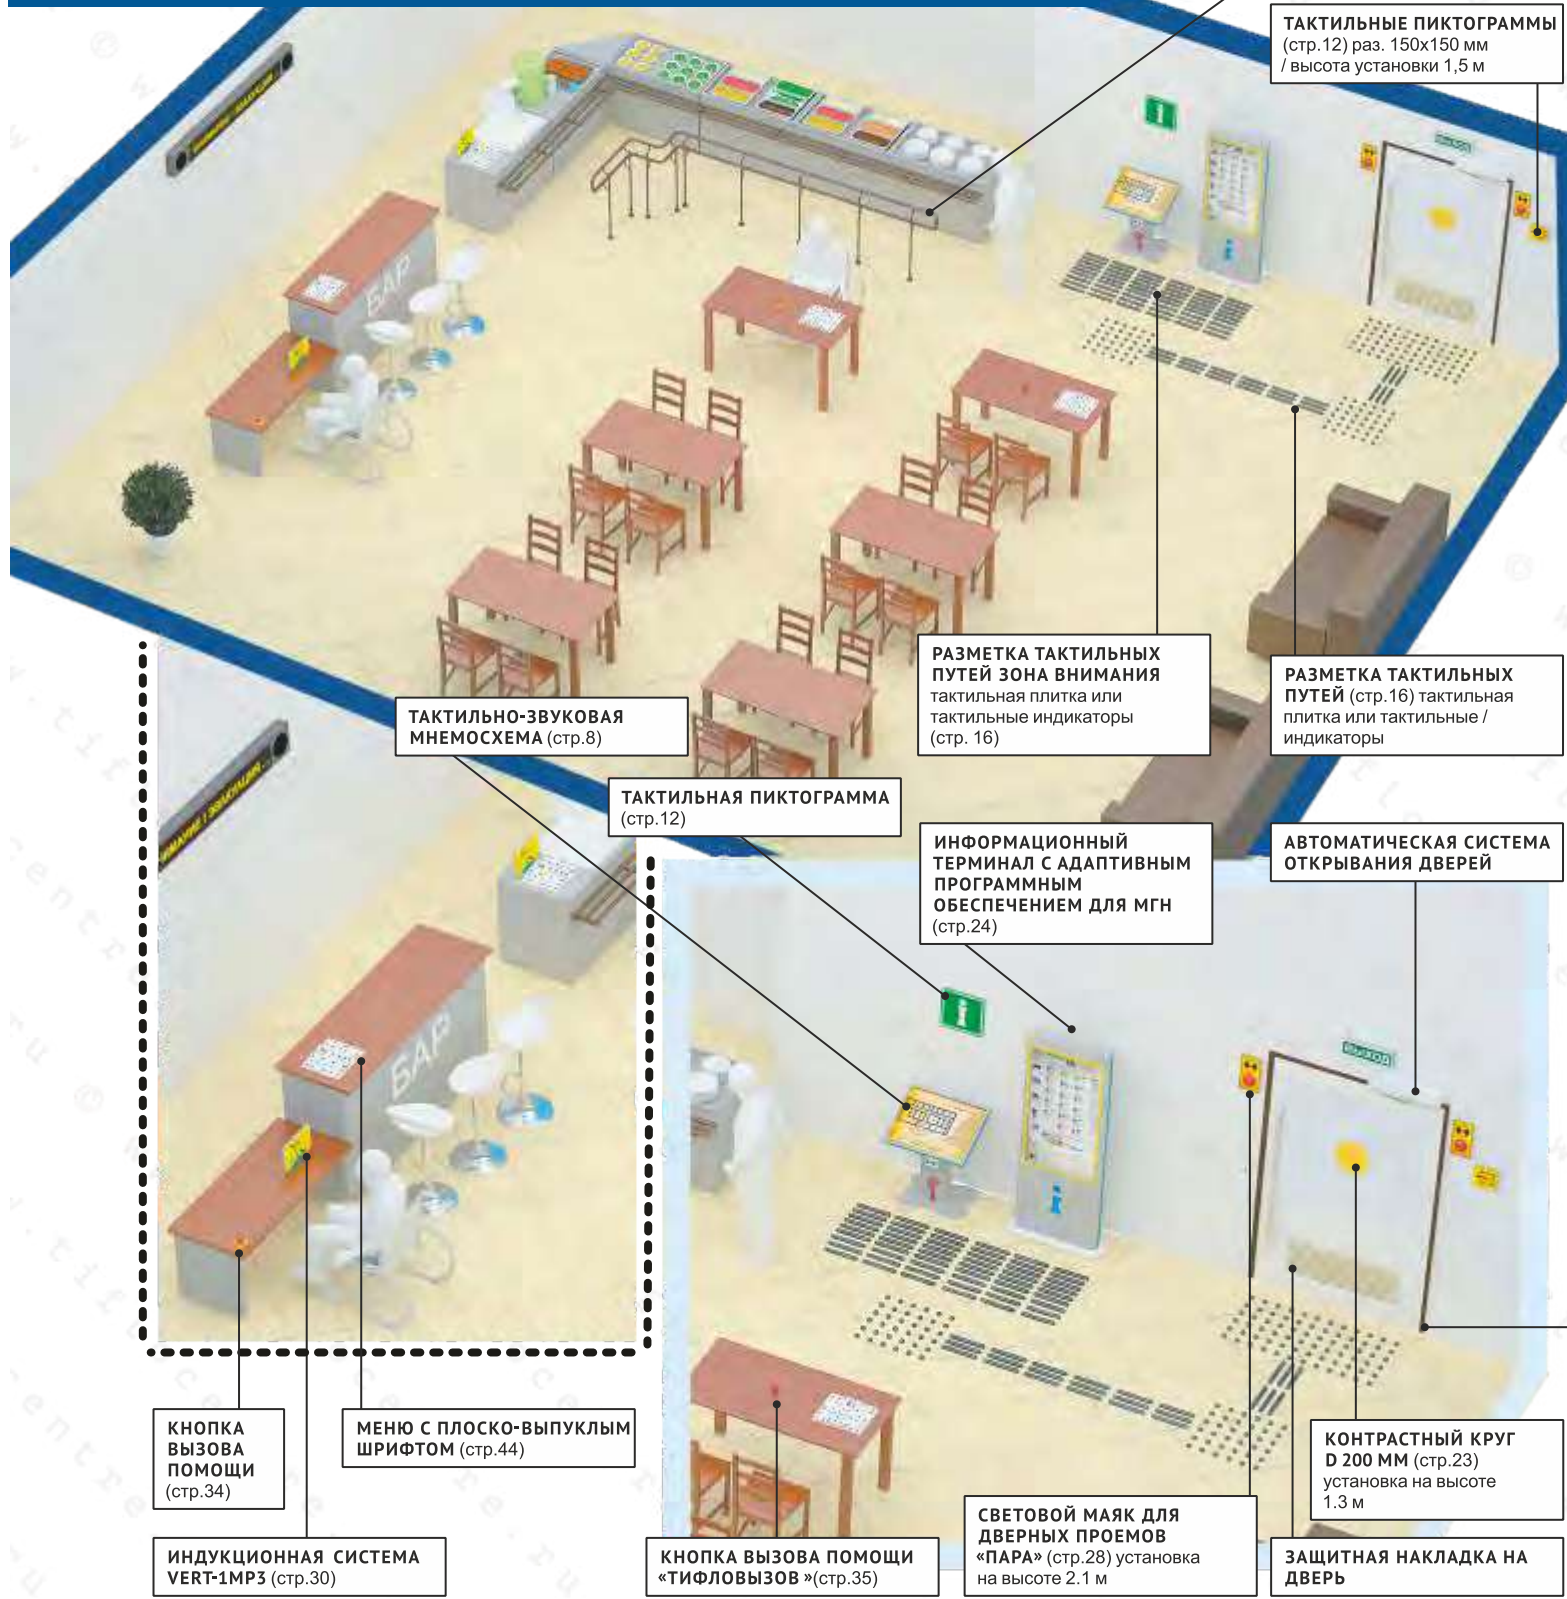 ТАКТИЛЬНЫЕ ПИКТОГРАММЫ
(стр.12) раз. 150х150 мм
/ высота установки 1,5 м
БАР
РАЗМЕТКА ТАКТИЛЬНЫХ
ПУТЕЙ ЗОНА ВНИМАНИЯ
тактильная плитка или
тактильные индикаторы
(стр. 16)
РАЗМЕТКА ТАКТИЛЬНЫХ
ПУТЕЙ (стр.16) тактильная
плитка или тактильные /
индикаторы
ТАКТИЛЬНО-ЗВУКОВАЯ
МНЕМОСХЕМА (стр.8)
ТАКТИЛЬНАЯ ПИКТОГРАММА
(стр.12)
ИНФОРМАЦИОННЫЙ
ТЕРМИНАЛ С АДАПТИВНЫМ
ПРОГРАММНЫМ
ОБЕСПЕЧЕНИЕМ ДЛЯ МГН
(стр.24)
АВТОМАТИЧЕСКАЯ СИСТЕМА
ОТКРЫВАНИЯ ДВЕРЕЙ
БАР
ВЫХОД
КНОПКА
ВЫЗОВА
ПОМОЩИ
(стр.34)
МЕНЮ С ПЛОСКО-ВЫПУКЛЫМ
ШРИФТОМ (стр.44)
КОНТРАСТНЫЙ КРУГ
D 200 ММ (стр.23)
установка на высоте
1.3 м
ИНДУКЦИОННАЯ СИСТЕМА
VERT-1MP3 (стр.30)
КНОПКА ВЫЗОВА ПОМОЩИ
«ТИФЛОВЫЗОВ »(стр.35)
СВЕТОВОЙ МАЯК ДЛЯ
ДВЕРНЫХ ПРОЕМОВ
«ПАРА» (стр.28) установка
на высоте 2.1 м
ЗАЩИТНАЯ НАКЛАДКА НА
ДВЕРЬ